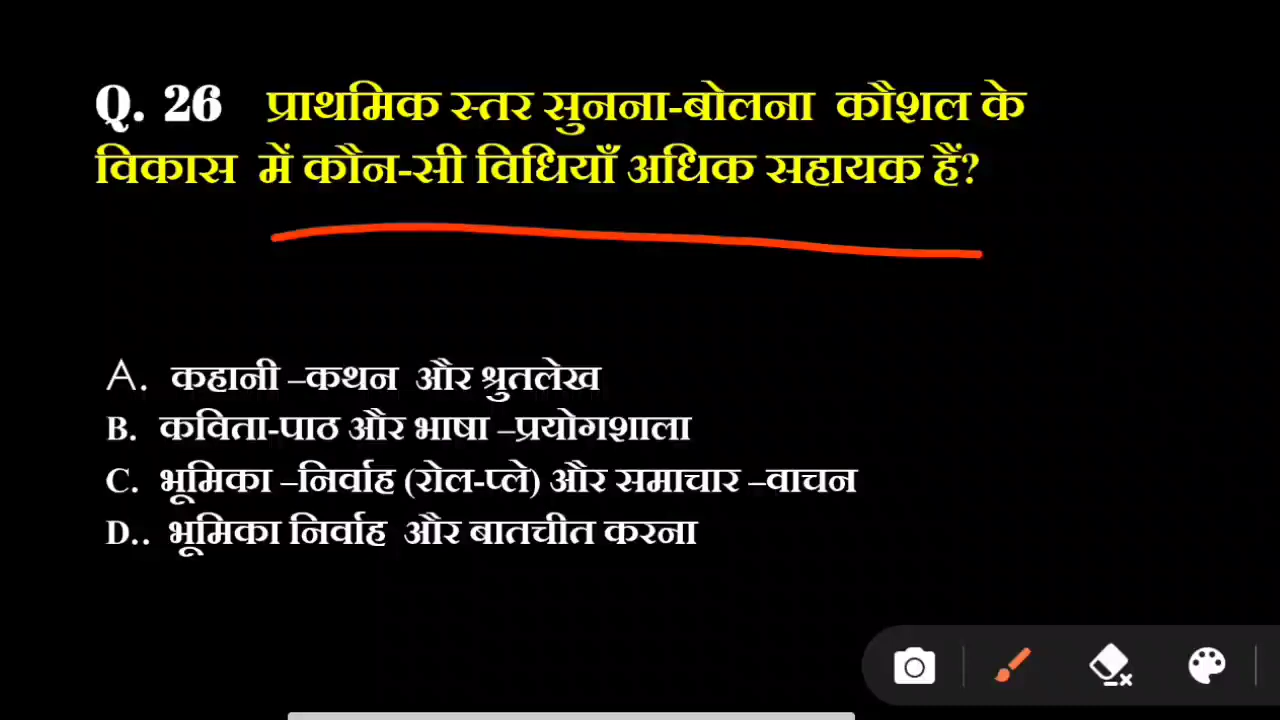 Q. 26 प्राथमिक स्तर सुनना-बोलना कौशल के
विकास में कौन-सी विधियाँ अधिक सहायक हैं?
A. कहानी –कथन और श्रुतलेख
B. कविता-पाठ और भाषा –प्रयोगशाला
C. भूमिका –निर्वाह (रोल-प्ले) और समाचार –वाचन
D.. भूमिका निर्वाह और बातचीत करना